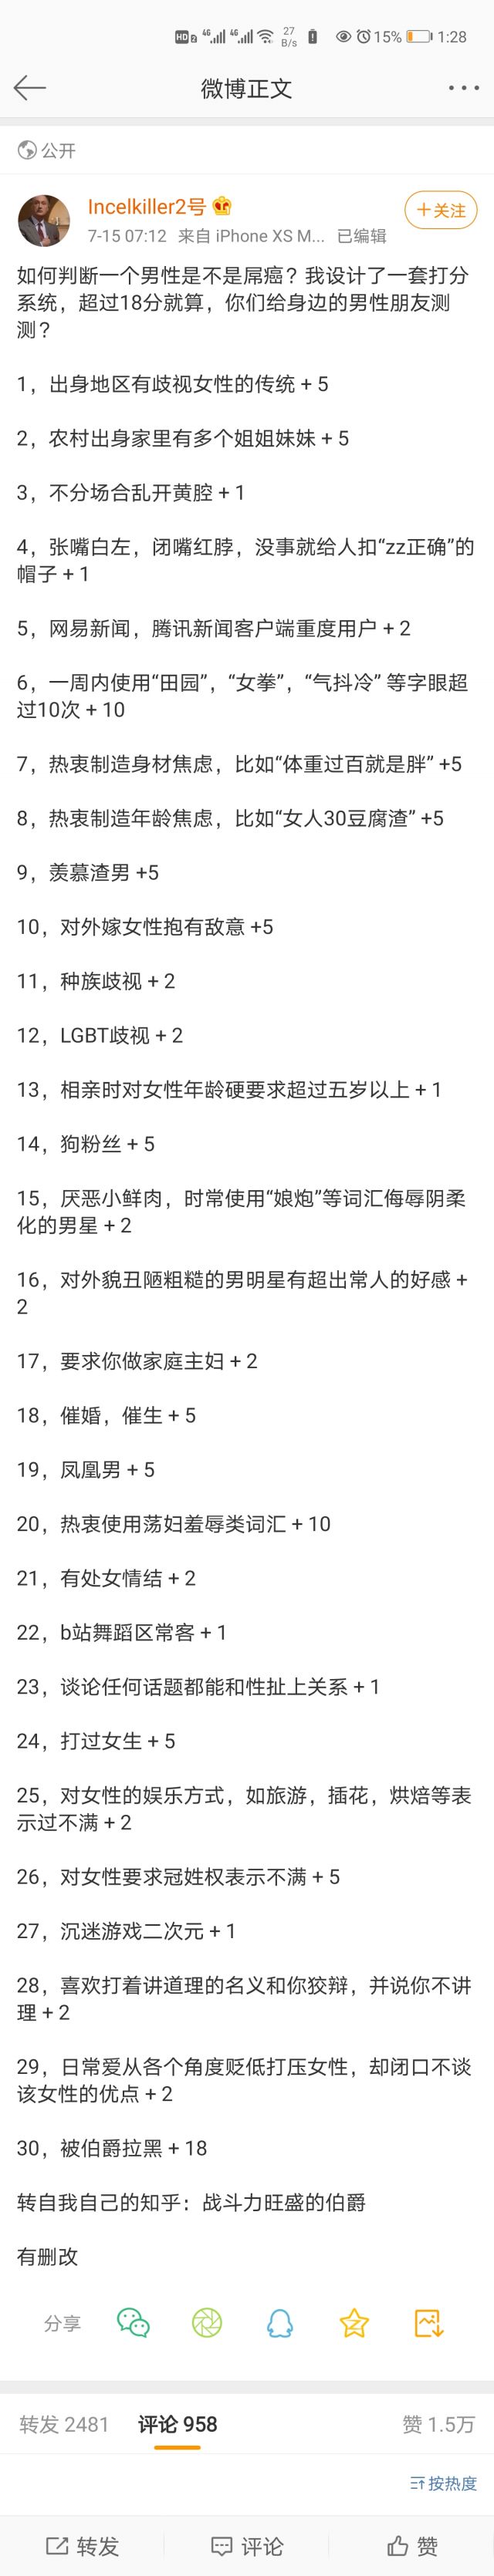 HD 2 4G 4G 27 B/s 15% 1:28
微博正文
公开
Incelkiller2号
+关注
7-15 07:12 来自 iPhone XS M... 已编辑
如何判断一个男性是不是屌癌？我设计了一套打分
系统，超过18分就算，你们给身边的男性朋友测
测？
1，出身地区有歧视女性的传统 + 5
2，农村出身家里有多个姐姐妹妹 + 5
3，不分场合乱开黄腔 + 1
4，张嘴白左，闭嘴红脖，没事就给人扣“zz正确”的
帽子 + 1
5，网易新闻，腾讯新闻客户端重度用户 + 2
6，一周内使用“田园”，“女拳”，“气抖冷” 等字眼超
过10次 + 10
7，热衷制造身材焦虑，比如“体重过百就是胖” +5
8，热衷制造年龄焦虑，比如“女人30豆腐渣” +5
9，羡慕渣男 +5
10，对外嫁女性抱有敌意 +5
11，种族歧视 + 2
12，LGBT歧视 + 2
13，相亲时对女性年龄硬要求超过五岁以上 + 1
14，狗粉丝 + 5
15，厌恶小鲜肉，时常使用“娘炮”等词汇侮辱阴柔
化的男星 + 2
16，对外貌丑陋粗糙的男明星有超出常人的好感 +
2
17，要求你做家庭主妇 + 2
18，催婚，催生 + 5
19，凤凰男 + 5
20，热衷使用荡妇羞辱类词汇 + 10
21，有处女情结 + 2
22，b站舞蹈区常客 + 1
23，谈论任何话题都能和性扯上关系 + 1
24，打过女生 + 5
25，对女性的娱乐方式，如旅游，插花，烘焙等表
示过不满 + 2
26，对女性要求冠姓权表示不满 + 5
27，沉迷游戏二次元 + 1
28，喜欢打着讲道理的名义和你狡辩，并说你不讲
理 + 2
29，日常爱从各个角度贬低打压女性，却闭口不谈
该女性的优点 + 2
30，被伯爵拉黑 + 18
转自我自己的知乎：战斗力旺盛的伯爵
有删改
分享
转发 2481 评论 958 赞 1.5万
按热度
转发 评论 赞